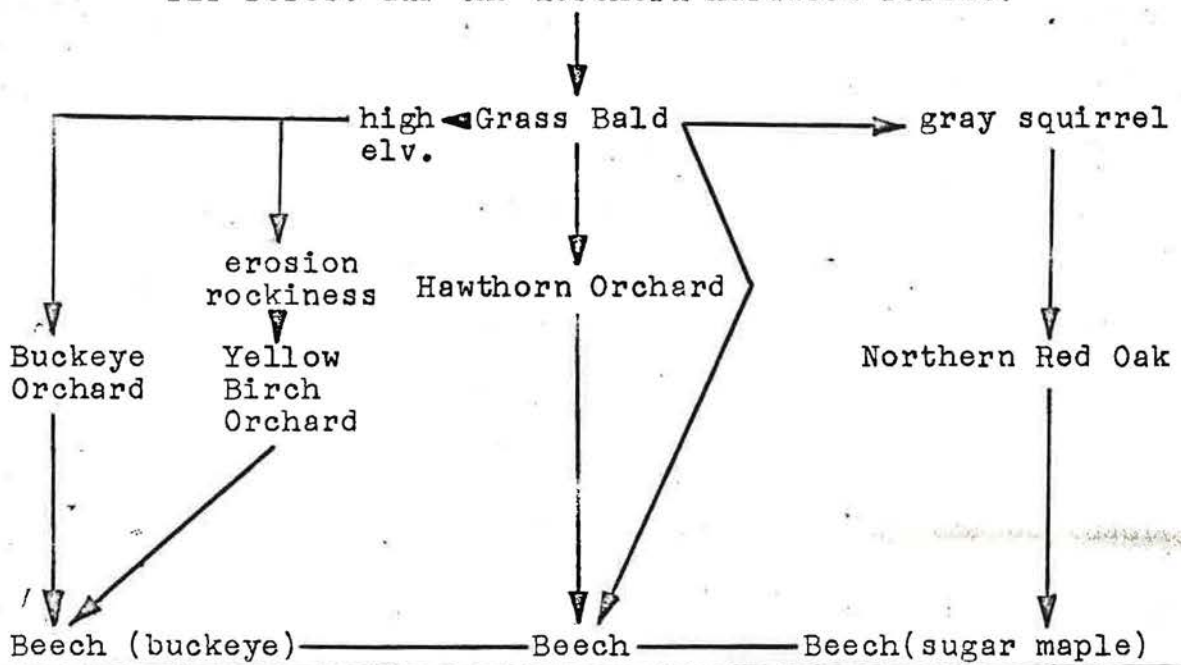 high Grass Bald gray squirrel
elv.
erosion
rockiness
Hawthorn Orchard
Buckeye
Orchard
Yellow
Birch
Orchard
Northern Red Oak
Beech (buckeye) Beech Beech(sugar maple)